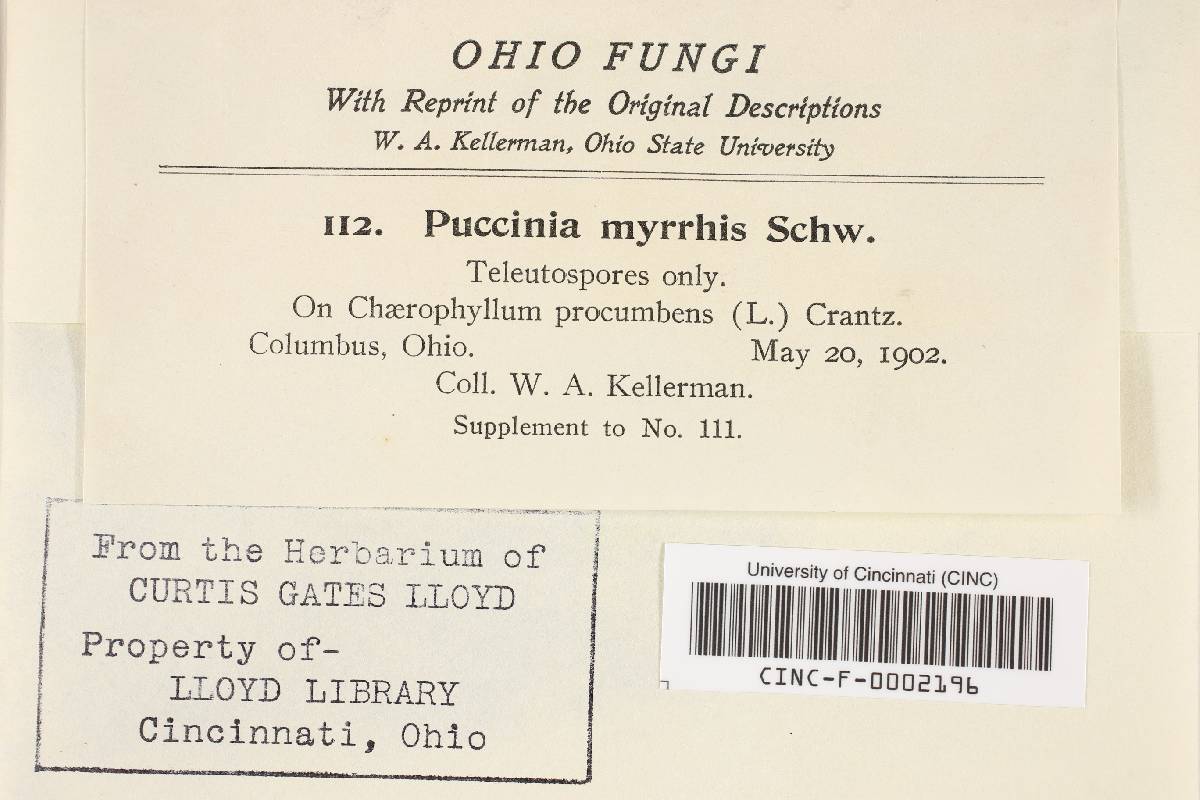 OHIO FUNGI
With Reprint of the Original Descriptions
W. A. Kellerman, Ohio State University
112. Puccinia myrrhis Schw.
Teleutospores only.
On Chærophyllum procumbens (L.) Crantz.
Columbus, Ohio. May 20, 1902.
Coll. W. A. Kellerman.
Supplement to No. 111.
From the Herbarium of
CURTIS GATES LLOYD
Property of-
LLOYD LIBRARY
Cincinnati, Ohio
University of Cincinnati (CINC)
CINC-F-0002196